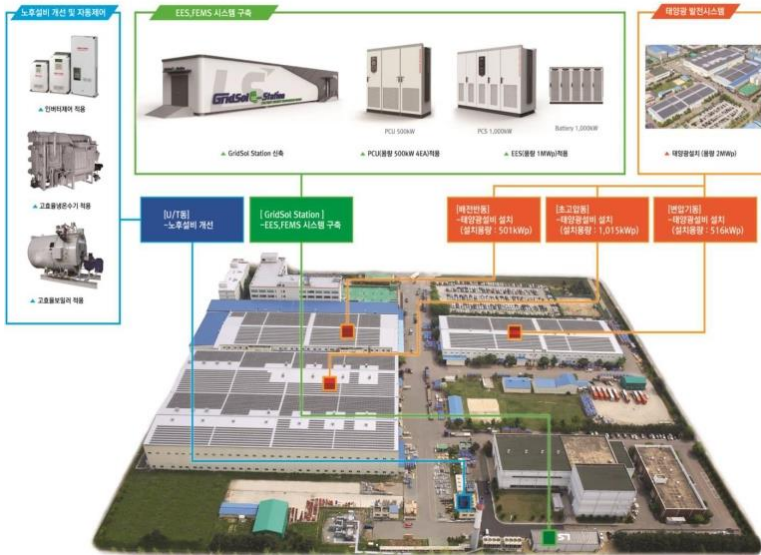 노후설비 개선 및 자동제어
▲ 인버터제어 적용
▲ 고효율냉온수기 적용
▲ 고효율보일러 적용
EES,FEMS 시스템 구축
LS
GridSol Station
▲ GridSol Station 신축
PCU 500kW
▲ PCU(용량 500kW 4EA)적용
PCS 1,000kW
Battery 1,000kW
▲ EES(용량 1MWp)적용
태양광 발전시스템
▲ 태양광설치 (용량 2MWp)
[U/T동]
-노후설비 개선
[ GridSol Station ]
-EES,FEMS 시스템 구축
[배전반동]
-태양광설비 설치
(설치용량 : 501kWp)
[초고압동]
-태양광설비 설치
(설치용량 : 1,015kWp)
[변압기동]
-태양광설비 설치
(설치용량 : 516kWp)
LS